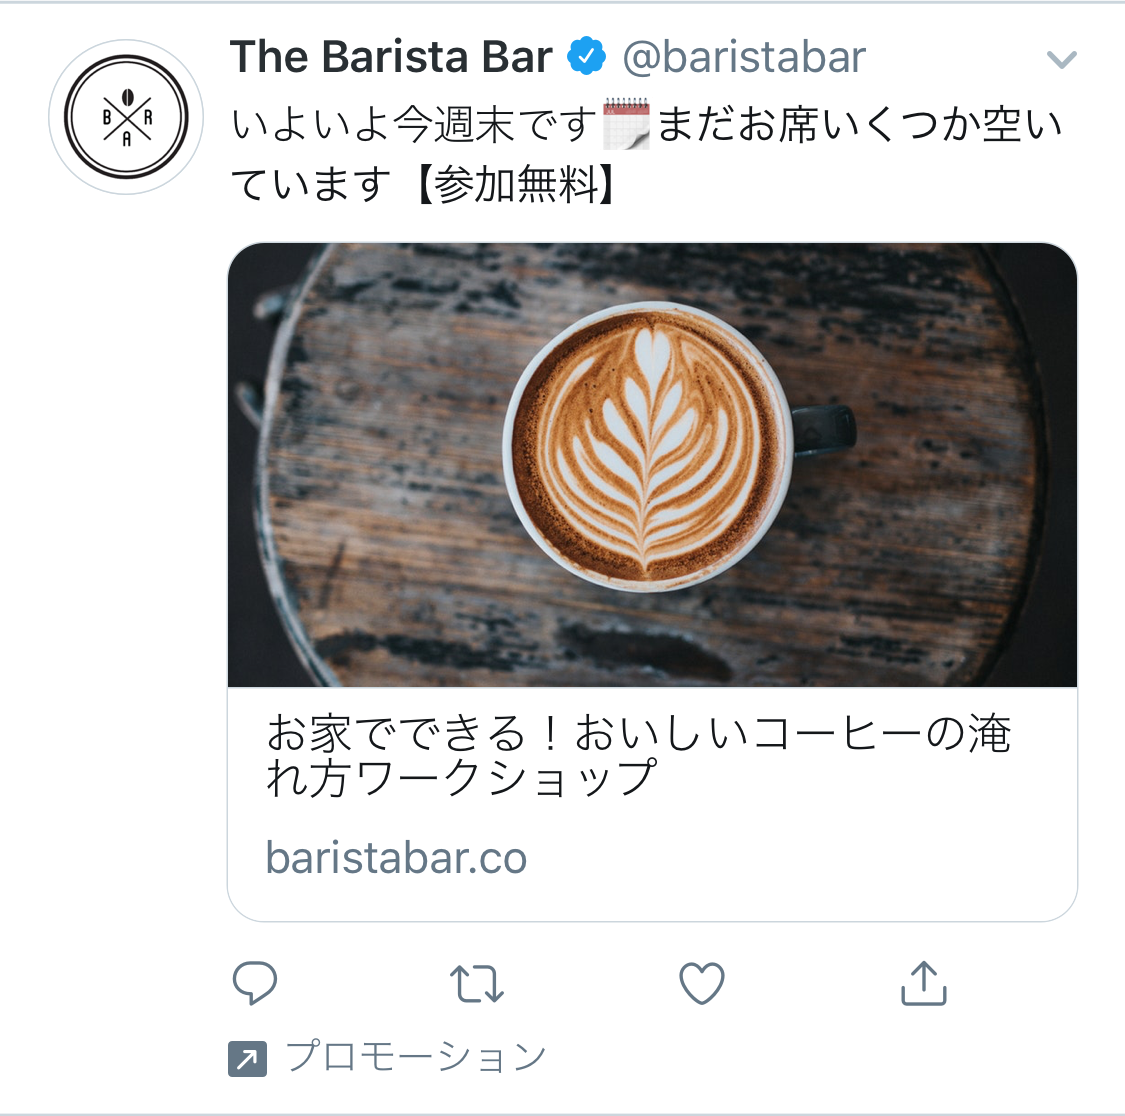 The Barista Bar @baristabar
いよいよ今週末です🗓まだお席いくつか空い
ています【参加無料】
B R
A
お家でできる！おいしいコーヒーの淹
れ方ワークショップ
baristabar.co
プロモーション